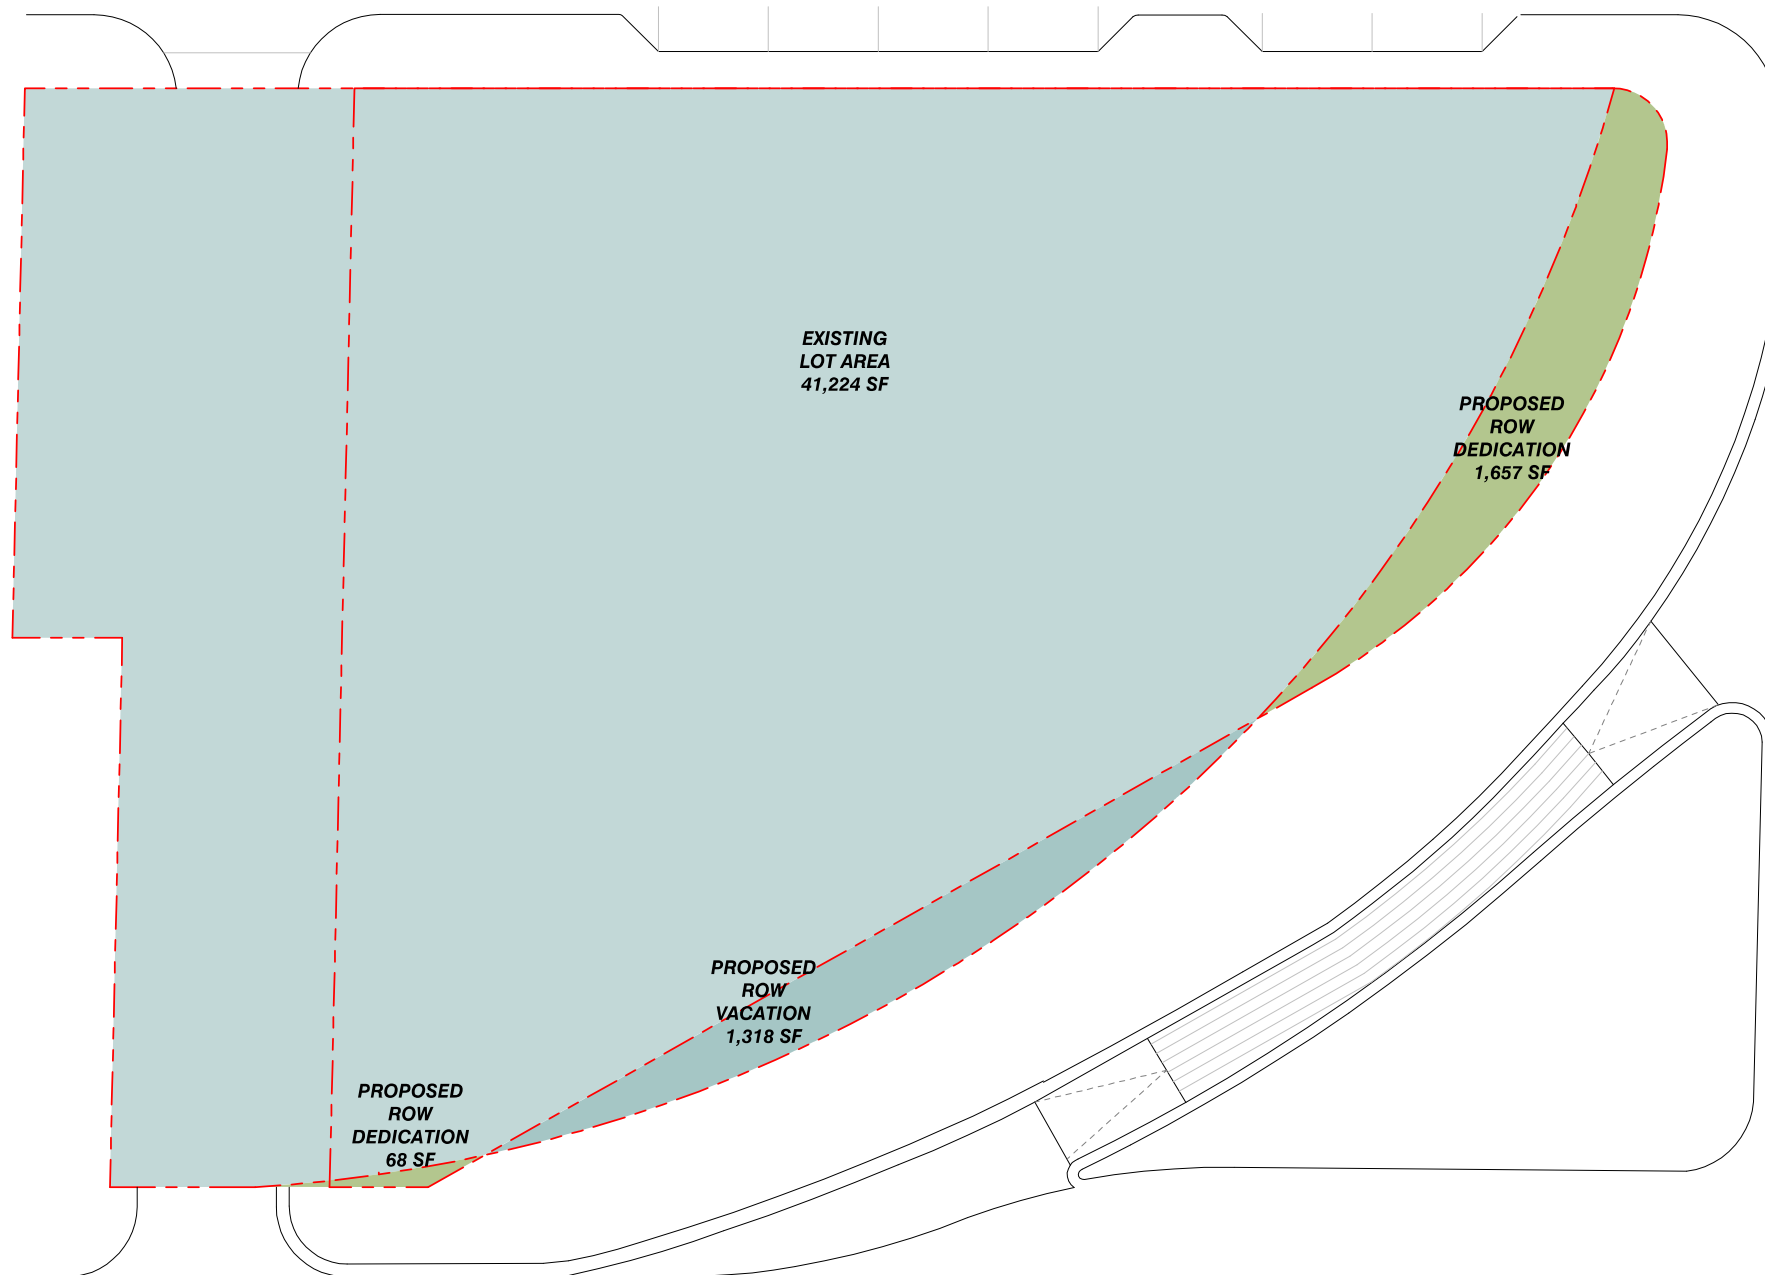 EXISTING
LOT AREA
41,224 SF
PROPOSED
ROW
DEDICATION
1,657 SF
PROPOSED
ROW
VACATION
1,318 SF
PROPOSED
ROW
DEDICATION
68 SF